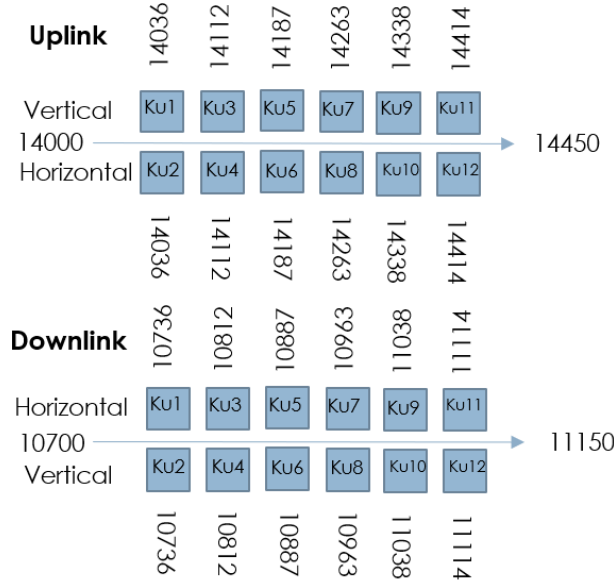 Uplink
14036 14112 14187 14263 14338 14414
Vertical Ku1 Ku3 Ku5 Ku7 Ku9 Ku11
14000 14450
Horizontal Ku2 Ku4 Ku6 Ku8 Ku10 Ku12
14036 14112 14187 14263 14338 14414
Downlink
10736 10812 10887 10963 11038 11114
Horizontal Ku1 Ku3 Ku5 Ku7 Ku9 Ku11
10700 11150
Vertical Ku2 Ku4 Ku6 Ku8 Ku10 Ku12
10736 10812 10887 10963 11038 11114